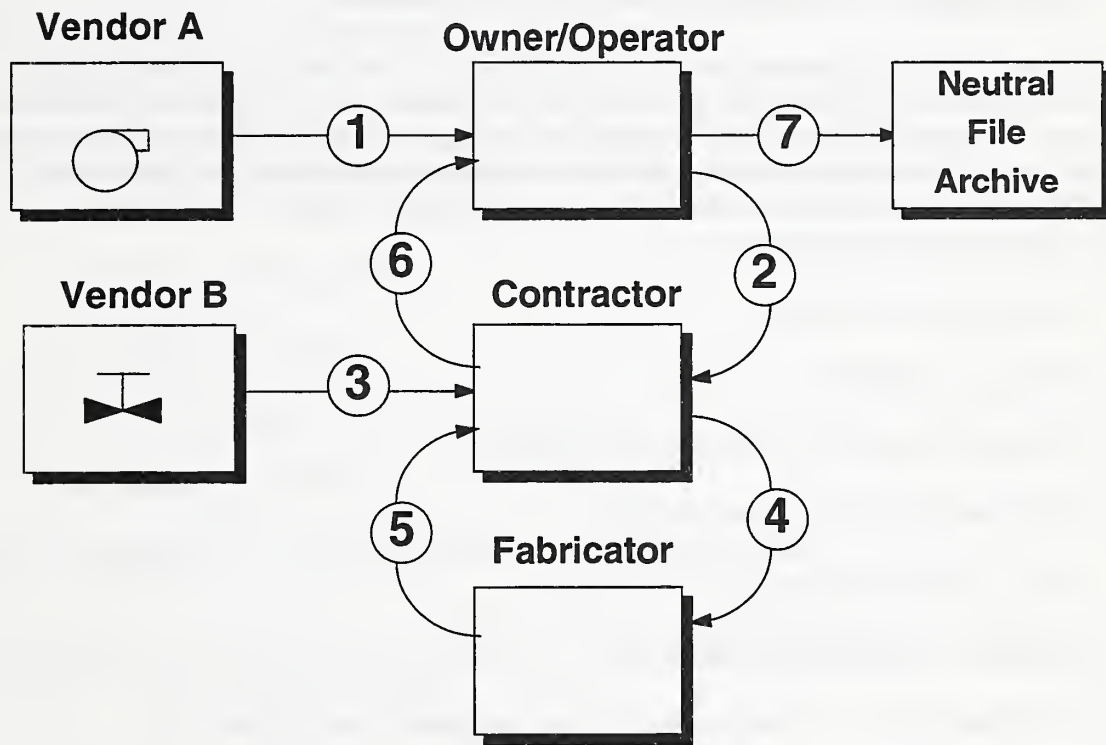 Vendor A
Owner/Operator
Neutral
File
Archive
1
7
6
2
Vendor B
Contractor
3
5
4
Fabricator